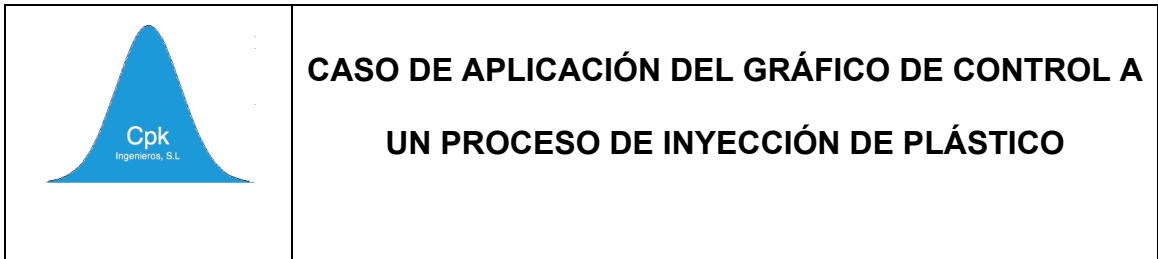 Cpk
Ingenieros, S.L
CASO DE APLICACIÓN DEL GRÁFICO DE CONTROL A
UN PROCESO DE INYECCIÓN DE PLÁSTICO